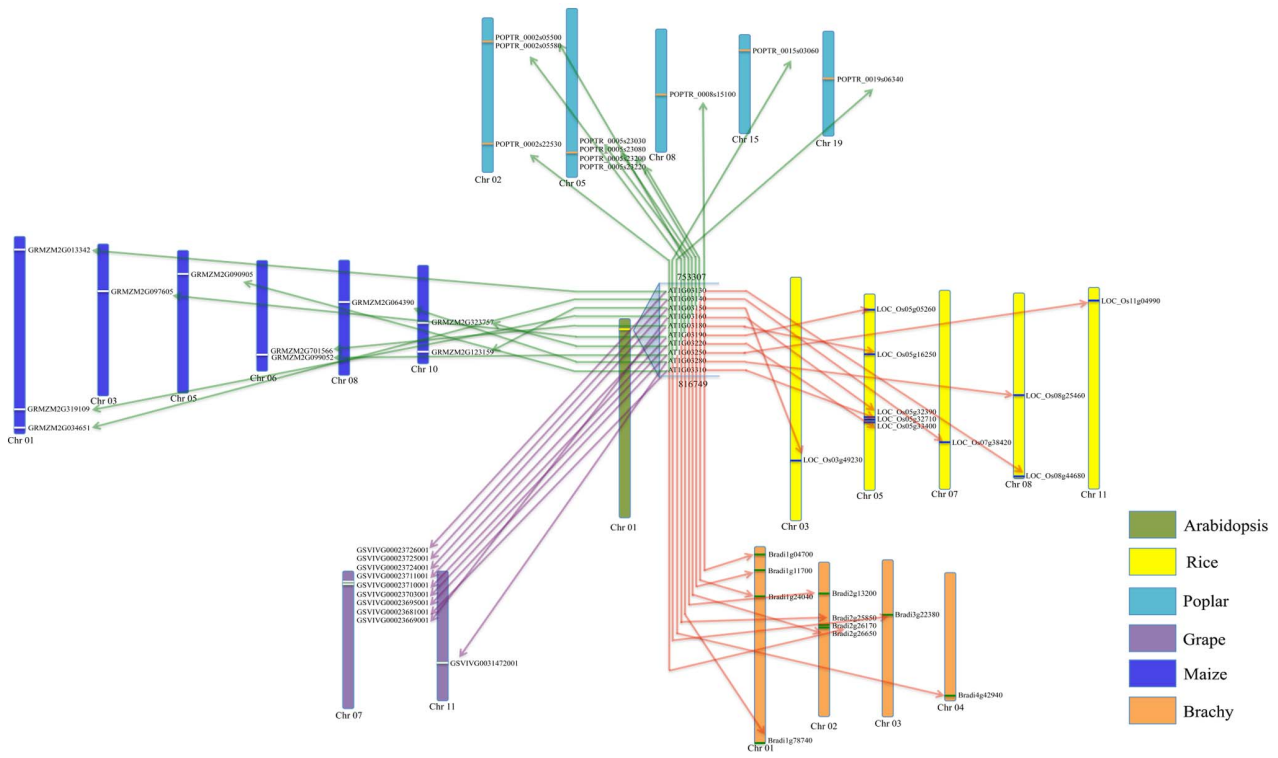 POPTR_0002s05500
POPTR_0002s05580
POPTR_0002s22530
Chr 02
POPTR_0005s23030
POPTR_0005s23080
POPTR_0005s23200
POPTR_0005s23220
Chr 05
POPTR_0008s15100
Chr 08
POPTR_0015s03060
Chr 15
POPTR_0019s06340
Chr 19
GRMZM2G013342
GRMZM2G319109
GRMZM2G034651
Chr 01
GRMZM2G097605
Chr 03
GRMZM2G090905
Chr 05
GRMZM2G701566
GRMZM2G099052
Chr 06
GRMZM2G064390
Chr 08
GRMZM2G323757
GRMZM2G123159
Chr 10
753307
AT1G03130
AT1G03140
AT1G03150
AT1G03160
AT1G03180
AT1G03190
AT1G03220
AT1G03250
AT1G03280
AT1G03310
816749
Chr 01
LOC_Os03g49230
Chr 03
LOC_Os05g05260
LOC_Os05g16250
LOC_Os05g32390
LOC_Os05g32710
LOC_Os05g33400
Chr 05
LOC_Os07g38420
Chr 07
LOC_Os08g25460
LOC_Os08g44680
Chr 08
LOC_Os11g04990
Chr 11
GSVIVG00023726001
GSVIVG00023725001
GSVIVG00023724001
GSVIVG00023711001
GSVIVG00023710001
GSVIVG00023703001
GSVIVG00023695001
GSVIVG00023681001
GSVIVG00023669001
Chr 07
GSVIVG0031472001
Chr 11
Bradi1g04700
Bradi1g11700
Bradi1g24040
Bradi1g78740
Chr 01
Bradi2g13200
Bradi2g25850
Bradi2g26170
Bradi2g26650
Chr 02
Bradi3g22380
Chr 03
Bradi4g42940
Chr 04
Arabidopsis
Rice
Poplar
Grape
Maize
Brachy